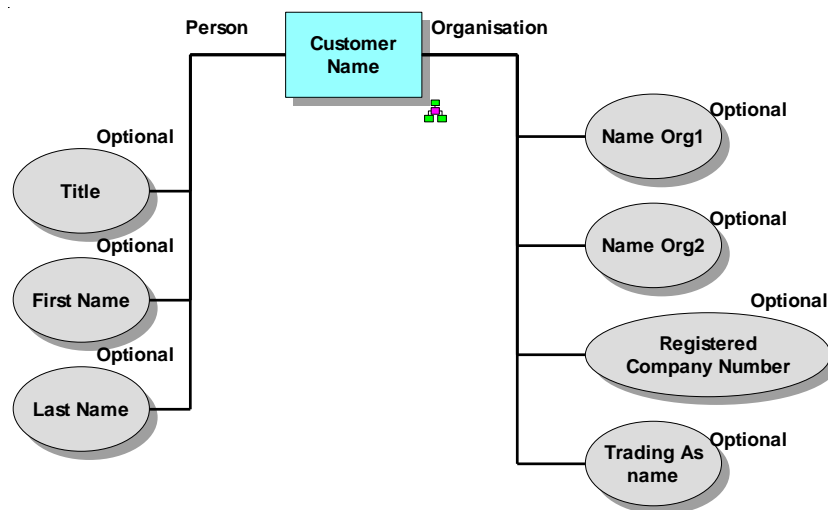 Person
Customer
Name
Organisation
Optional
Title
Optional
First Name
Optional
Last Name
Optional
Name Org1
Optional
Name Org2
Optional
Registered
Company Number
Optional
Trading As
name